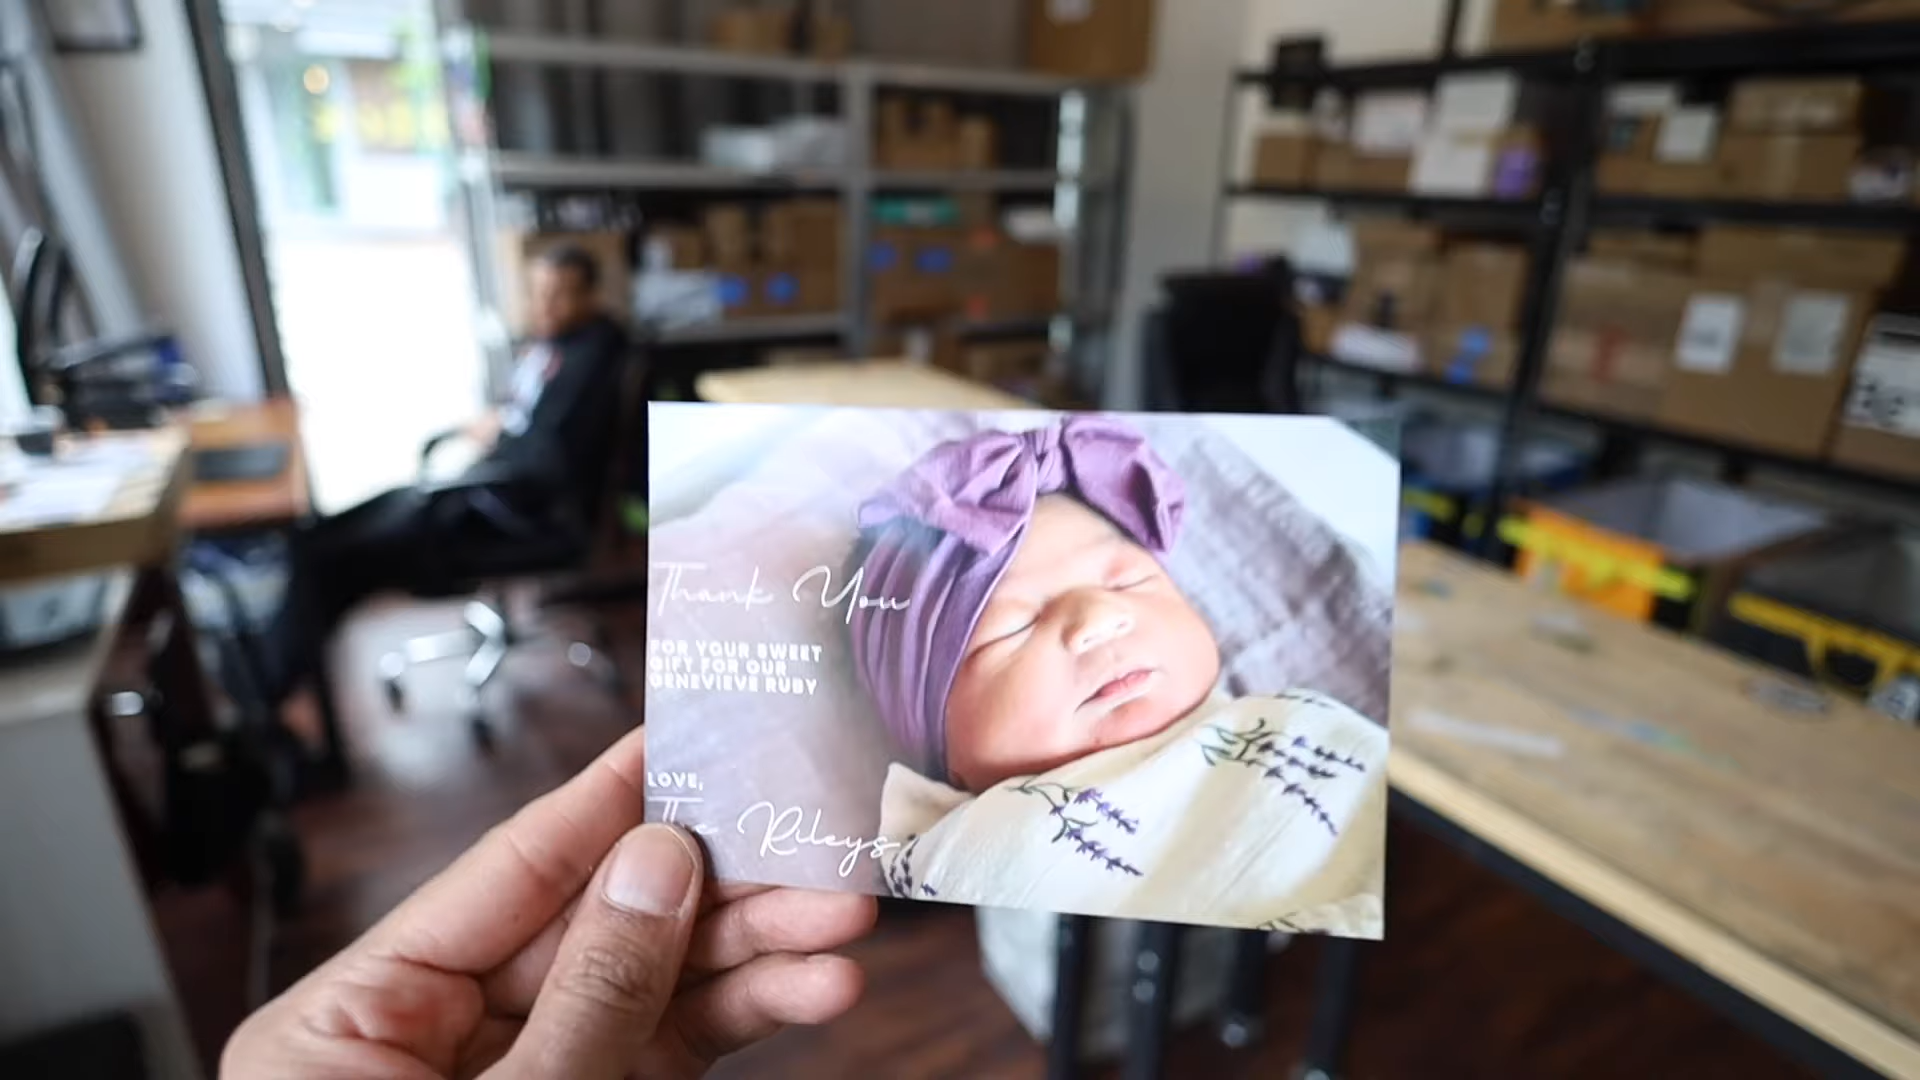 Thank You
FOR YOUR SWEET
GIFT FOR OUR
GENEVIEVE RUBY
LOVE,
The Rileys